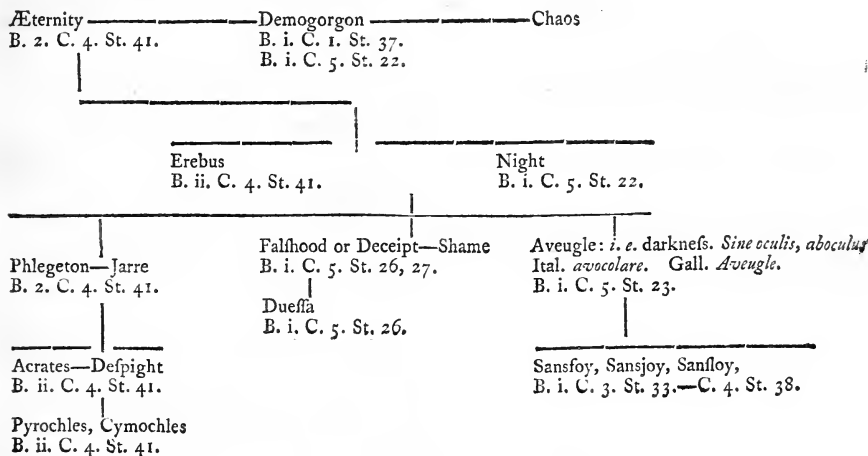 Æternity Demogorgon Chaos
B. 2. C. 4. St. 41. B. i. C. 1. St. 37.
B. i. C. 5. St. 22.
Erebus Night
B. ii. C. 4. St. 41. B. i. C. 5. St. 22.
Falſhood or Deceipt—Shame Aveugle: i. e. darkneſs. Sine oculis, aboculus
Phlegeton—Jarre B. i. C. 5. St. 26, 27. Ital. avocolare. Gall. Aveugle.
B. 2. C. 4. St. 41. B. i. C. 5. St. 23.
Dueſſa
B. i. C. 5. St. 26.
Acrates—Deſpight Sansfoy, Sansjoy, Sanſloy,
B. ii. C. 4. St. 41. B. i. C. 3. St. 33.—C. 4. St. 38.
Pyrochles, Cymochles
B. ii. C. 4. St. 41.